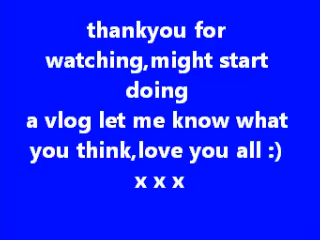 thankyou for
watching,might start
doing
a vlog let me know what
you think,love you all :)
x x x